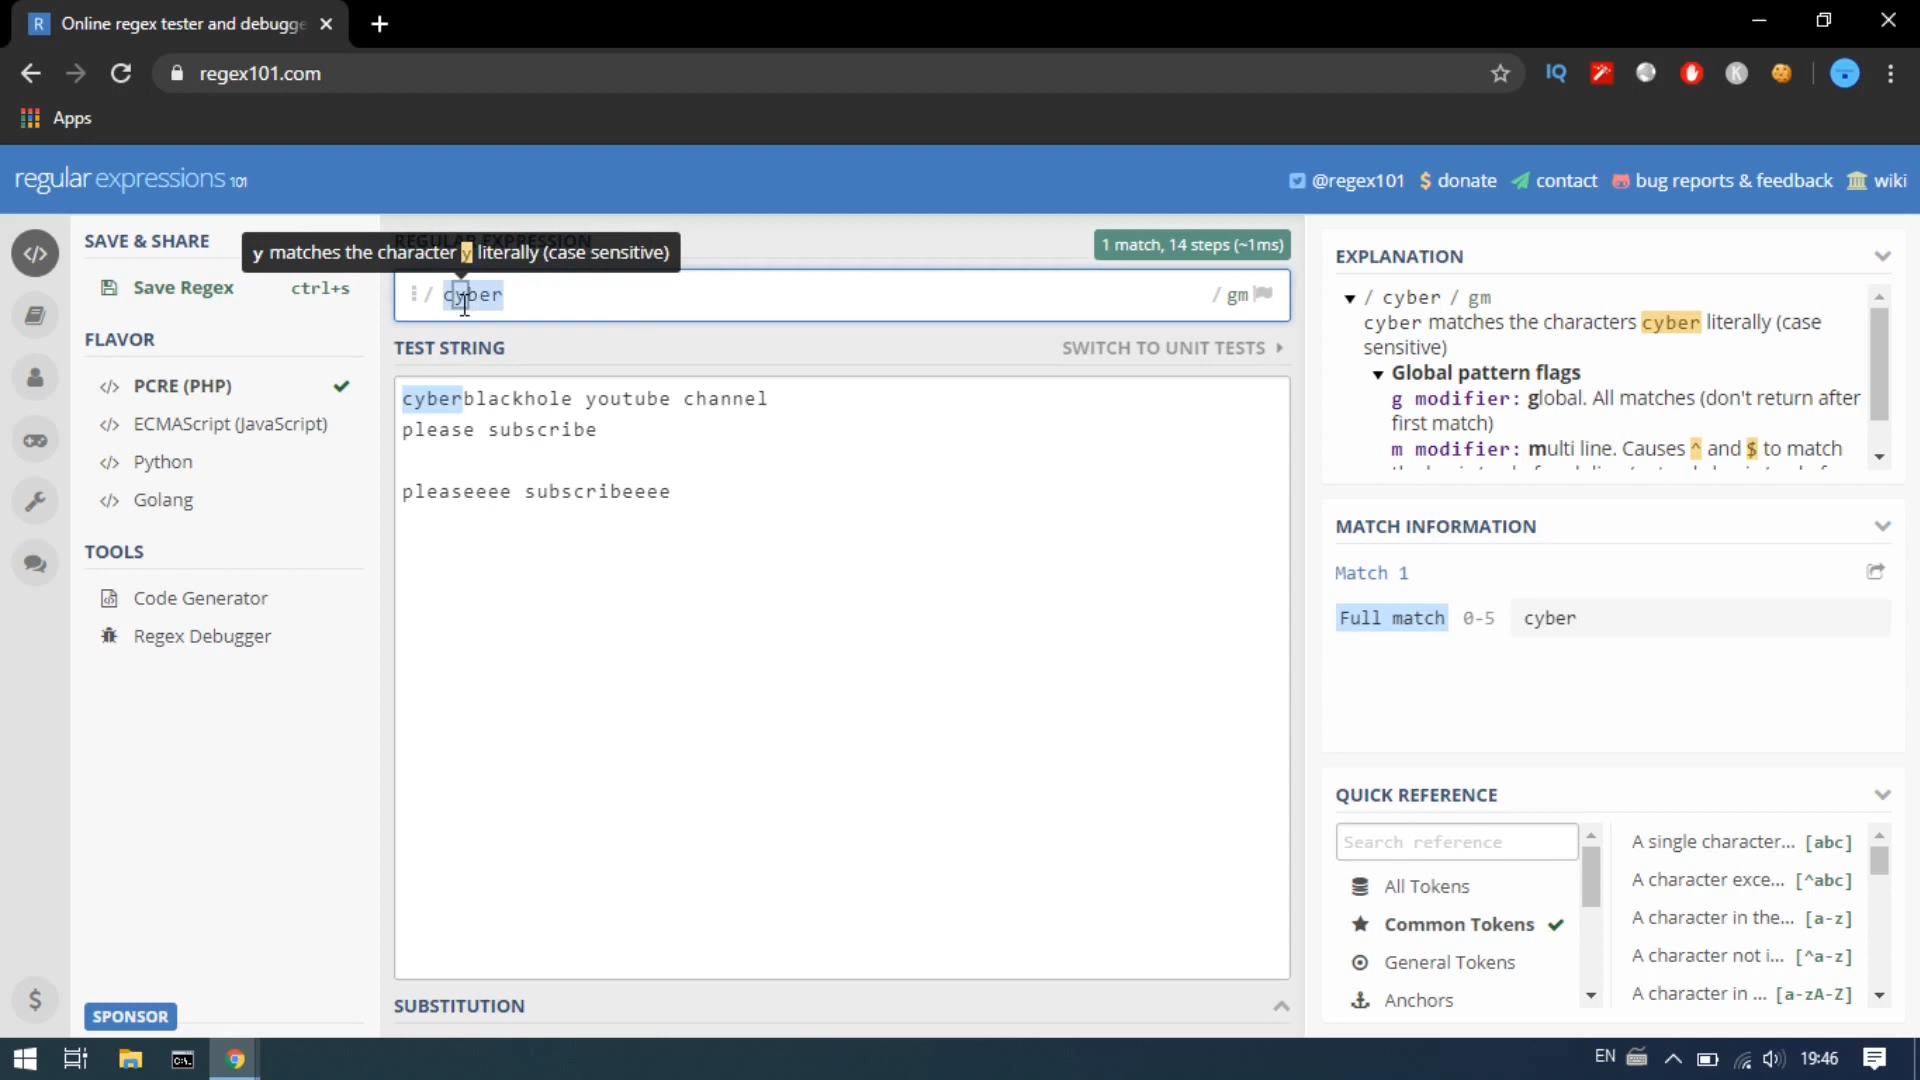 R Online regex tester and debugge
regex101.com
IQ
K
Apps
regular expressions 101
@regex101
$ donate
contact
bug reports & feedback
wiki
SAVE & SHARE
Save Regex ctrl+s
FLAVOR
</> PCRE (PHP)
</> ECMAScript (JavaScript)
</> Python
</> Golang
TOOLS
Code Generator
Regex Debugger
SPONSOR
$
y matches the character y literally (case sensitive)
REGULAR EXPRESSION
1 match, 14 steps (~1ms)
/ cyber / gm
TEST STRING
SWITCH TO UNIT TESTS
cyberblackhole youtube channel
please subscribe
pleaseeee subscribeeee
SUBSTITUTION
EXPLANATION
/ cyber / gm
cyber matches the characters cyber literally (case
sensitive)
Global pattern flags
g modifier: global. All matches (don't return after
first match)
m modifier: multi line. Causes ^ and $ to match
MATCH INFORMATION
Match 1
Full match 0-5 cyber
QUICK REFERENCE
Search reference
All Tokens
Common Tokens
General Tokens
Anchors
A single character... [abc]
A character exce... [^abc]
A character in the... [a-z]
A character not i... [^a-z]
A character in ... [a-zA-Z]
EN
19:46